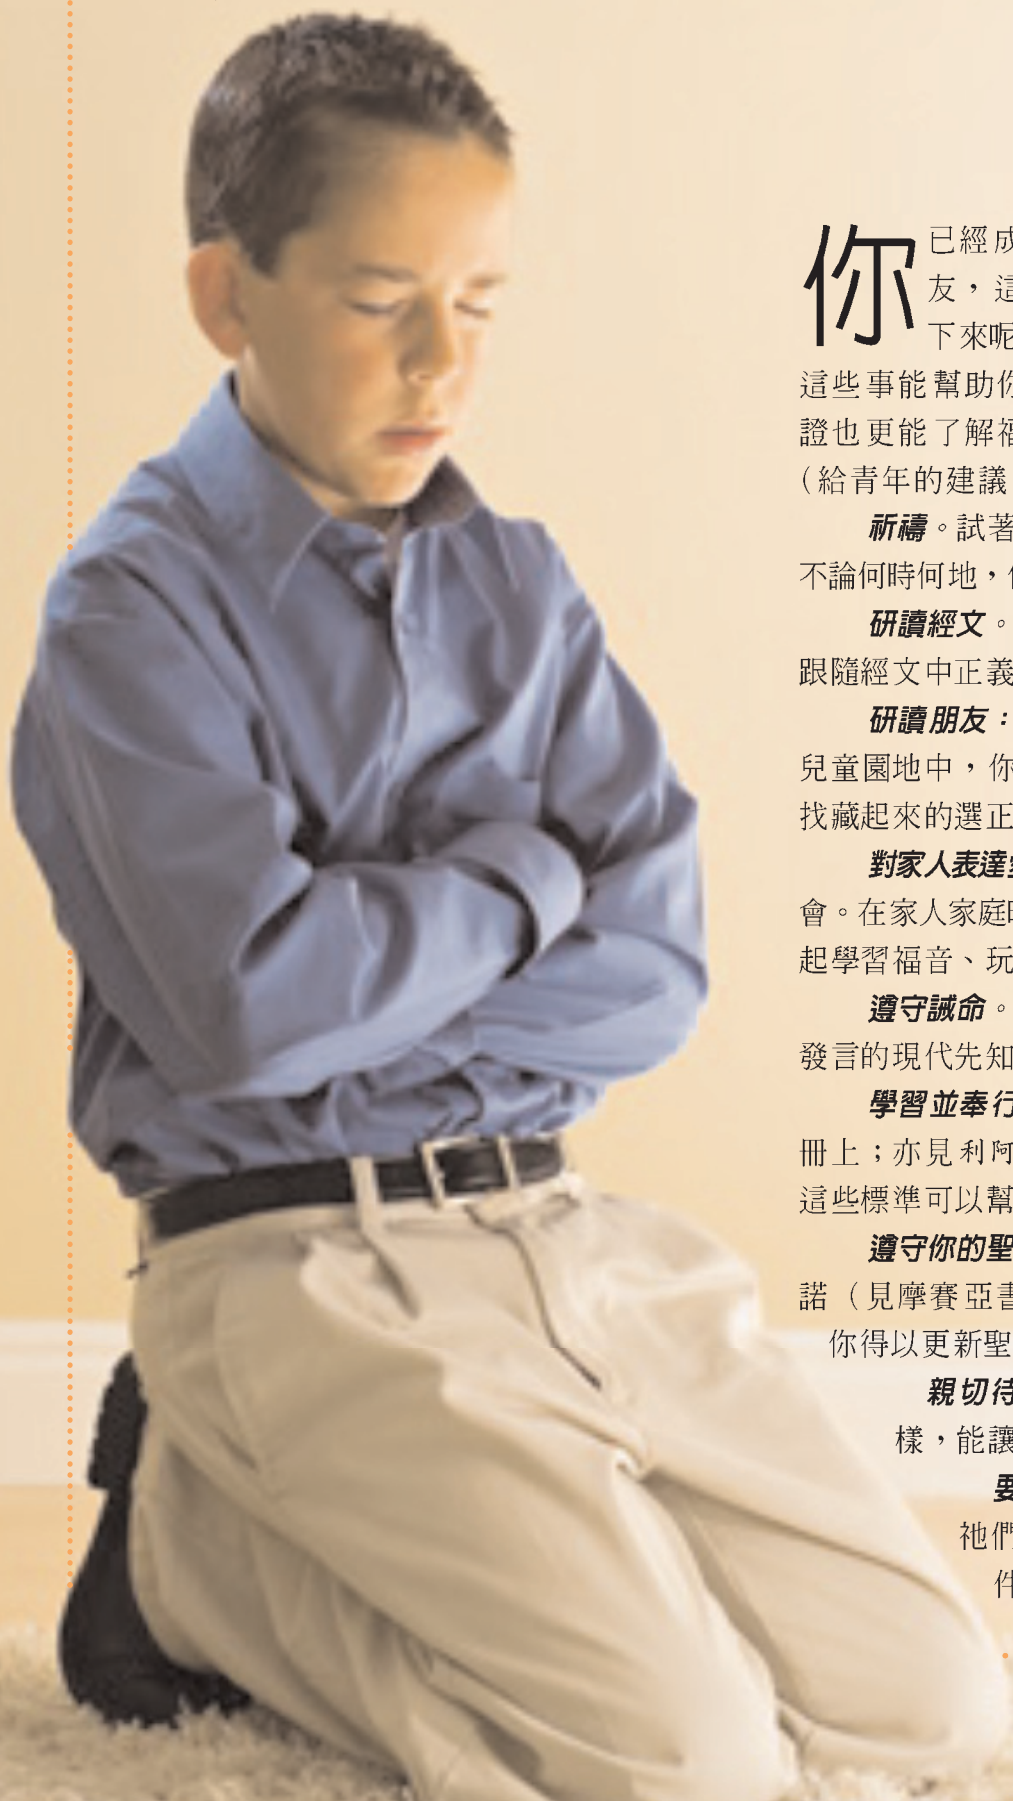 你已經成
友，這
下來呢
這些事能幫助你
證也更能了解福
（給青年的建議
祈禱。試著
不論何時何地，
研讀經文。
跟隨經文中正義
研讀朋友：
兒童園地中，你
找藏起來的選正
對家人表達
會。在家人家庭
起學習福音、玩
遵守誡命。
發言的現代先知
學習並奉行
冊上；亦見利阿
這些標準可以幫
遵守你的聖
諾（見摩賽亞書
你得以更新聖
親切待
樣，能讓
要
祂們
件